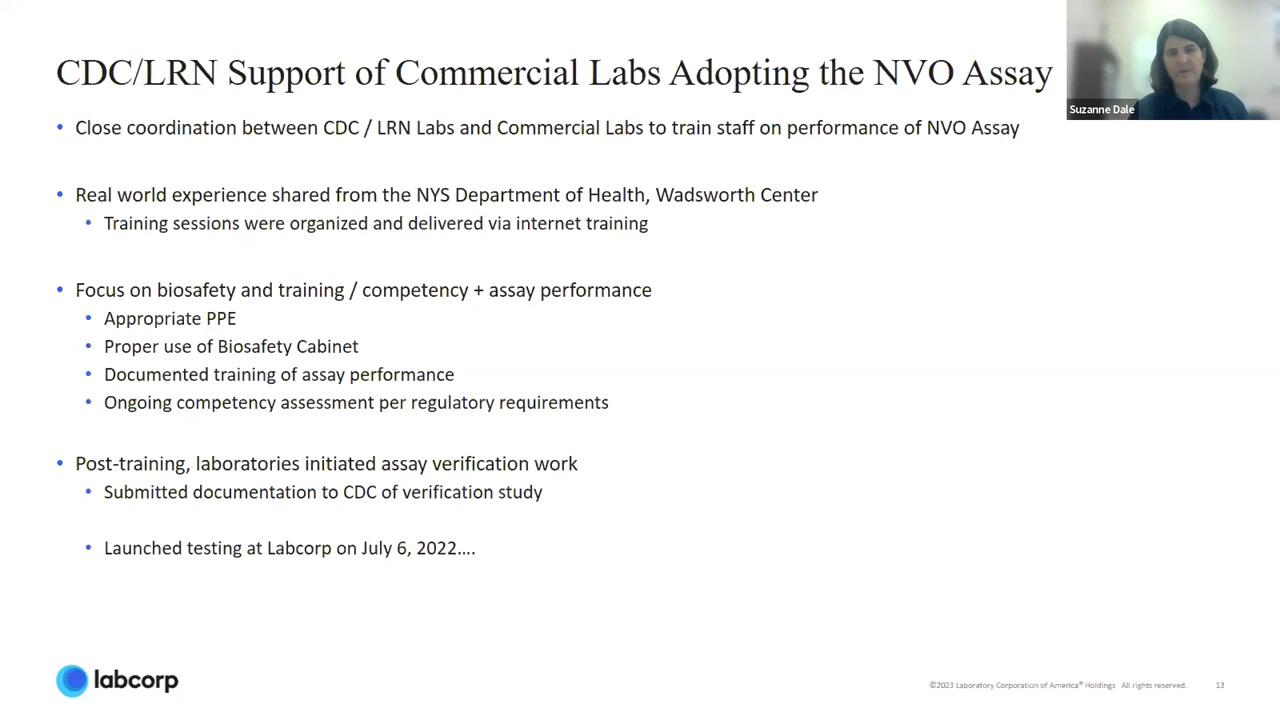 CDC/LRN Support of Commercial Labs Adopting the NVO Assay
Suzanne Dale
• Close coordination between CDC / LRN Labs and Commercial Labs to train staff on performance of NVO Assay
• Real world experience shared from the NYS Department of Health, Wadsworth Center
• Training sessions were organized and delivered via internet training
• Focus on biosafety and training / competency + assay performance
• Appropriate PPE
• Proper use of Biosafety Cabinet
• Documented training of assay performance
• Ongoing competency assessment per regulatory requirements
• Post-training, laboratories initiated assay verification work
• Submitted documentation to CDC of verification study
• Launched testing at Labcorp on July 6, 2022....
labcorp
©2023 Laboratory Corporation of America® Holdings All rights reserved. 13